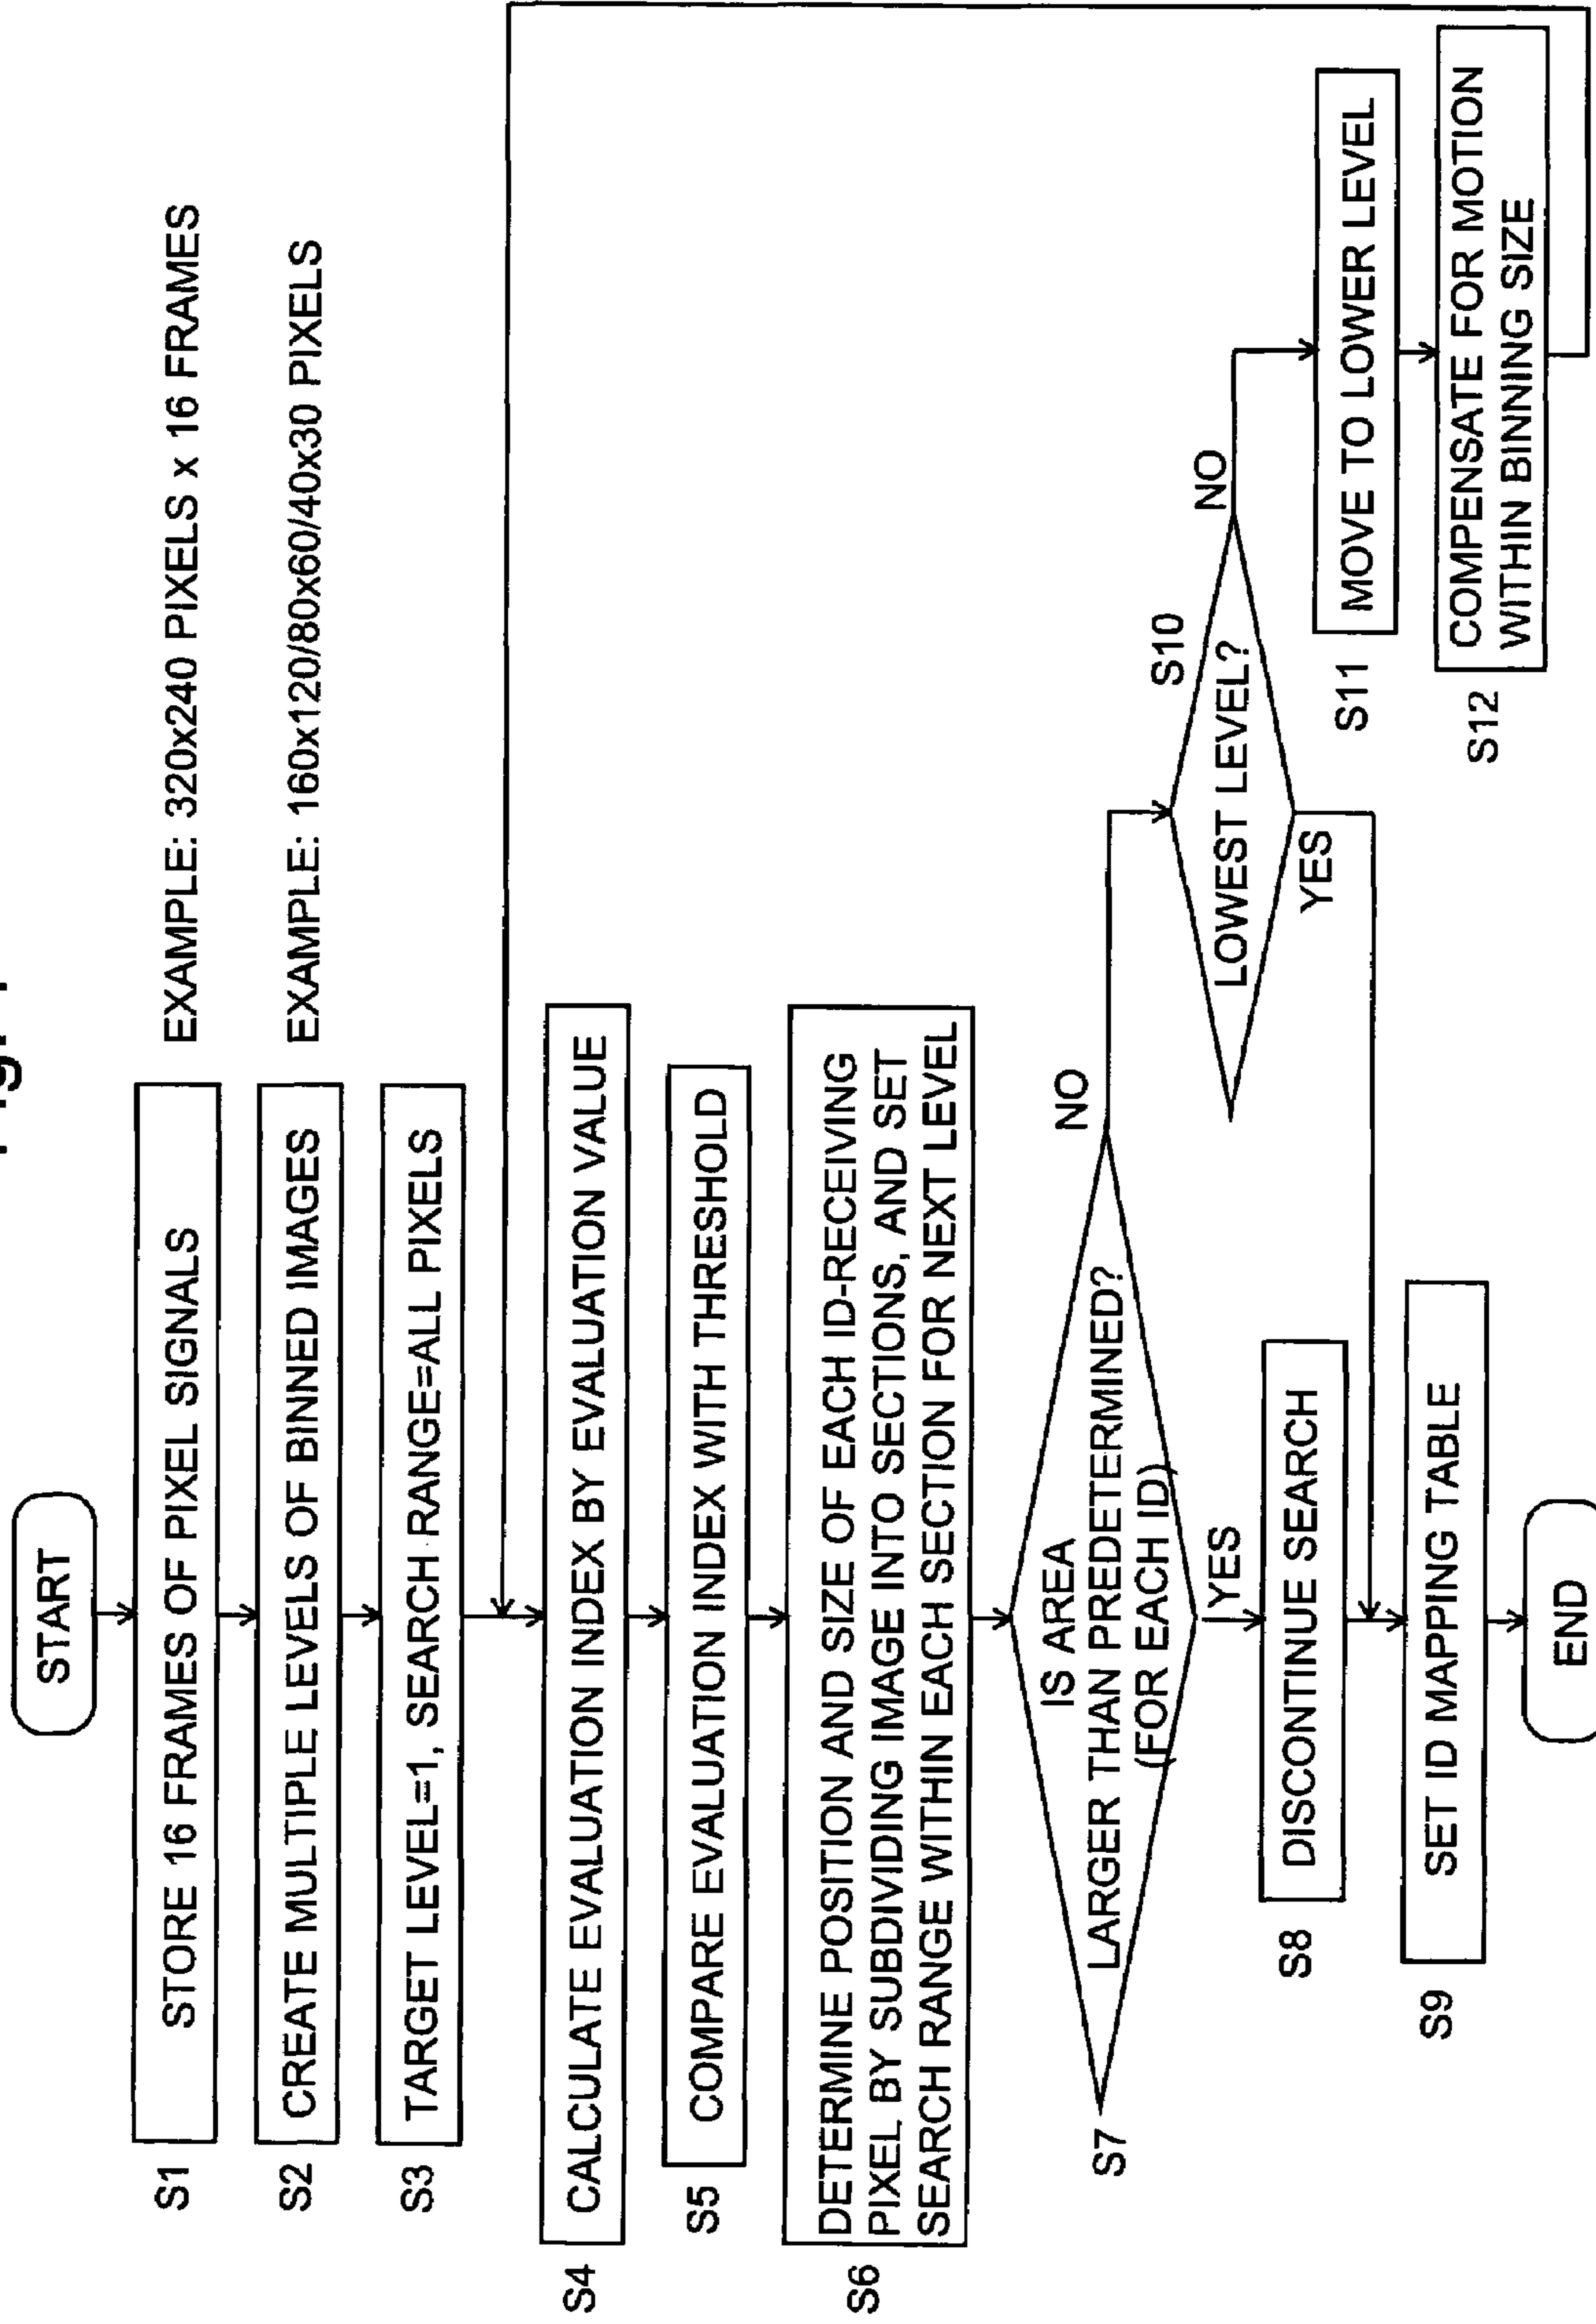 START
S1
STORE 16 FRAMES OF PIXEL SIGNALS
EXAMPLE: 320x240 PIXELS x 16 FRAMES
S2
CREATE MULTIPLE LEVELS OF BINNED IMAGES
EXAMPLE: 160x120/80x60/40x30 PIXELS
S3
TARGET LEVEL=1, SEARCH RANGE=ALL PIXELS
S4
CALCULATE EVALUATION INDEX BY EVALUATION VALUE
S5
COMPARE EVALUATION INDEX WITH THRESHOLD
S6
DETERMINE POSITION AND SIZE OF EACH ID-RECEIVING
PIXEL BY SUBDIVIDING IMAGE INTO SECTIONS, AND SET
SEARCH RANGE WITHIN EACH SECTION FOR NEXT LEVEL
S7
IS AREA
LARGER THAN PREDETERMINED?
(FOR EACH ID)
NO
YES
S10
LOWEST LEVEL?
NO
YES
S11
MOVE TO LOWER LEVEL
S12
COMPENSATE FOR MOTION
WITHIN BINNING SIZE
S8
DISCONTINUE SEARCH
S9
SET ID MAPPING TABLE
END